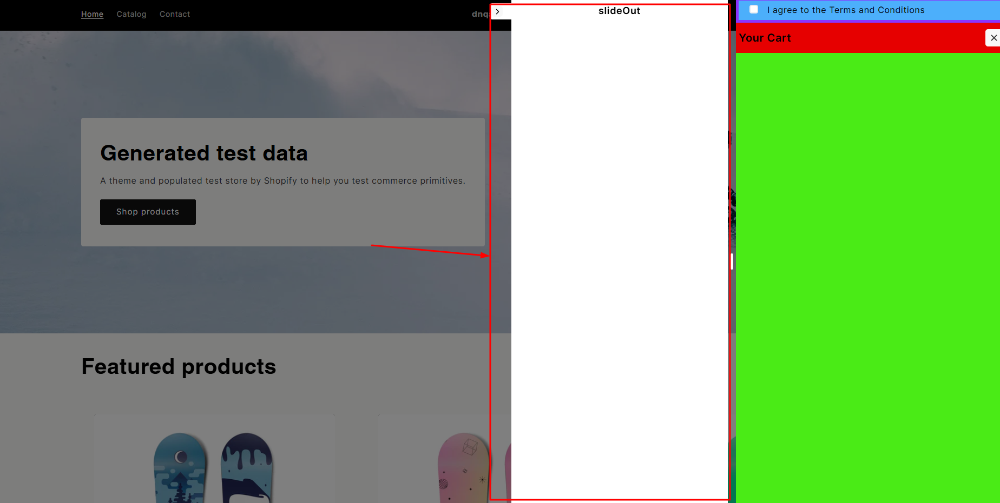 Home Catalog Contact
slideOut
I agree to the Terms and Conditions
Your Cart
Generated test data
A theme and populated test store by Shopify to help you test commerce primitives.
Shop products
Featured products